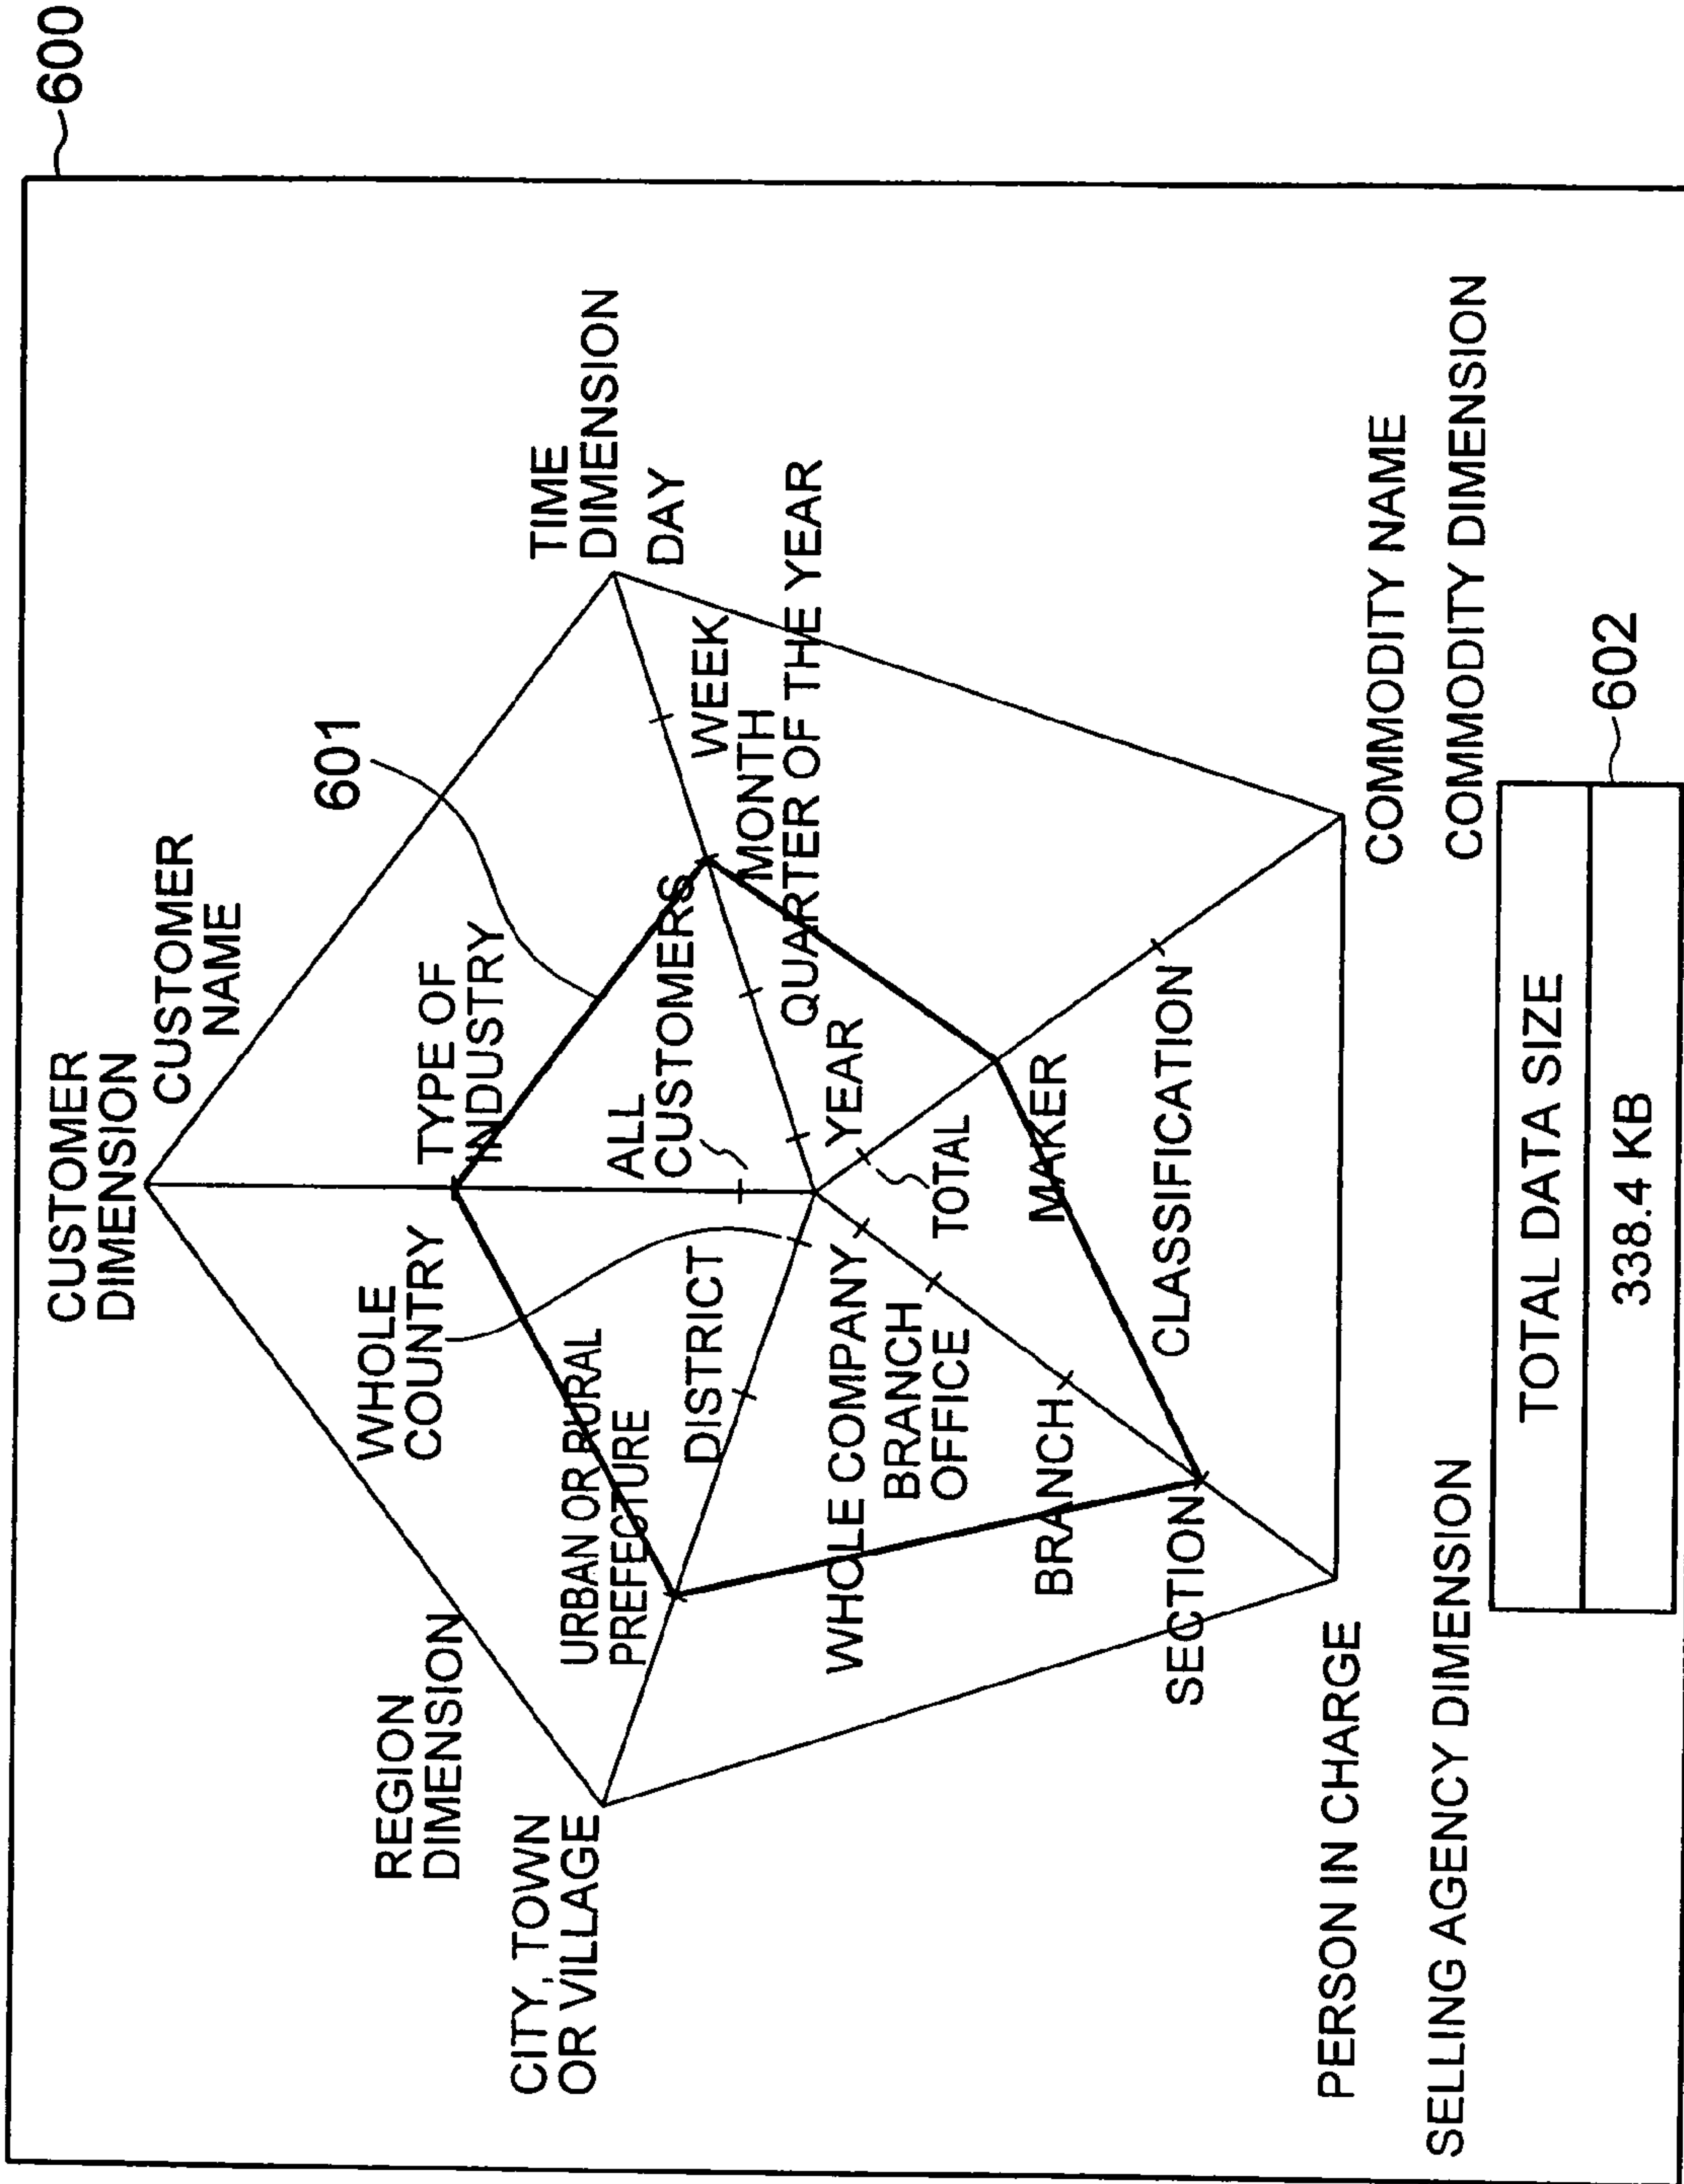 600
CUSTOMER
DIMENSION
CUSTOMER
NAME
601
REGION
DIMENSION
WHOLE
COUNTRY
TYPE OF
INDUSTRY
TIME
DIMENSION
DAY
CITY, TOWN
OR VILLAGE
URBAN OR RURAL
PREFECTURE
ALL
CUSTOMERS
DISTRICT
WEEK
MONTH
QUARTER OF THE YEAR
YEAR
WHOLE COMPANY
BRANCH
OFFICE
TOTAL
BRANCH
MAKER
SECTION
CLASSIFICATION
PERSON IN CHARGE
COMMODITY NAME
SELLING AGENCY DIMENSION
COMMODITY DIMENSION
TOTAL DATA SIZE
338.4 KB
602